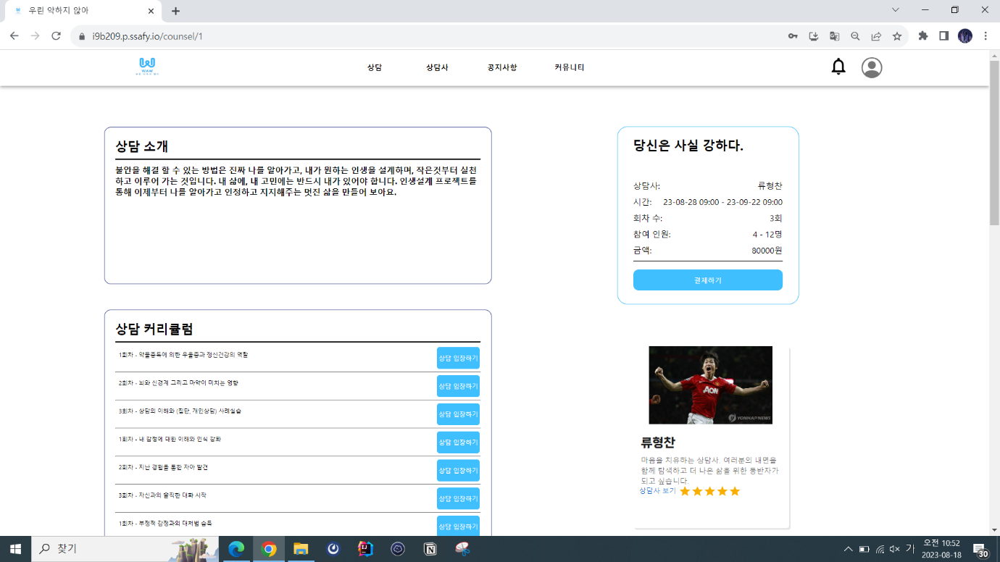 우린 약하지 않아
i9b209.p.ssafy.io/counsel/1
WAW
상담
상담사
공지사항
커뮤니티
상담 소개
불안을 해결 할 수 있는 방법은 진짜 나를 알아가고, 내가 원하는 인생을 설계하며, 작은것부터 실천
하고 이루어 가는 것입니다. 내 삶에, 내 고민에는 반드시 내가 있어야 합니다. 인생설계 프로젝트를
통해 이제부터 나를 알아가고 인정하고 지지해주는 멋진 삶을 만들어 보아요.
당신은 사실 강하다.
상담사: 류형찬
시간: 23-08-28 09:00 - 23-09-22 09:00
회차 수: 3회
참여 인원: 4 - 12명
금액: 80000원
결제하기
상담 커리큘럼
1회차 - 약물중독에 의한 우울증과 정신건강의 역할 상담 입장하기
2회차 - 뇌와 신경계 그리고 마약이 미치는 영향 상담 입장하기
3회차 - 상담의 이해와 (집단, 개인상담) 사례실습 상담 입장하기
1회차 - 내 감정에 대한 이해와 인식 강화 상담 입장하기
2회차 - 지난 경험을 통한 자아 발견 상담 입장하기
3회차 - 자신과의 솔직한 대화 시작 상담 입장하기
1회차 - 부정적 감정과의 대처법 습득 상담 입장하기
AON
YONHAP NEWS
류형찬
마음을 치유하는 상담사. 여러분의 내면을
함께 탐색하고 더 나은 삶을 위한 동반자가
되고 싶습니다.
상담사 보기
찾기
가
오전 10:52
2023-08-18
30